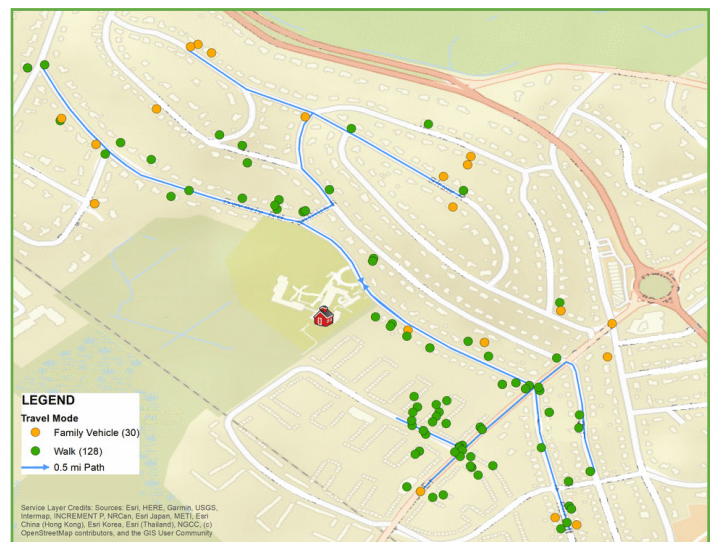 LEGEND
Travel Mode
Family Vehicle (30)
Walk (128)
0.5 mi Path
Service Layer Credits: Sources: Esri, HERE, Garmin, USGS,
Intermap, INCREMENT P, NRCan, Esri Japan, METI, Esri
China (Hong Kong), Esri Korea, Esri (Thailand), NGCC, (c)
OpenStreetMap contributors, and the GIS User Community